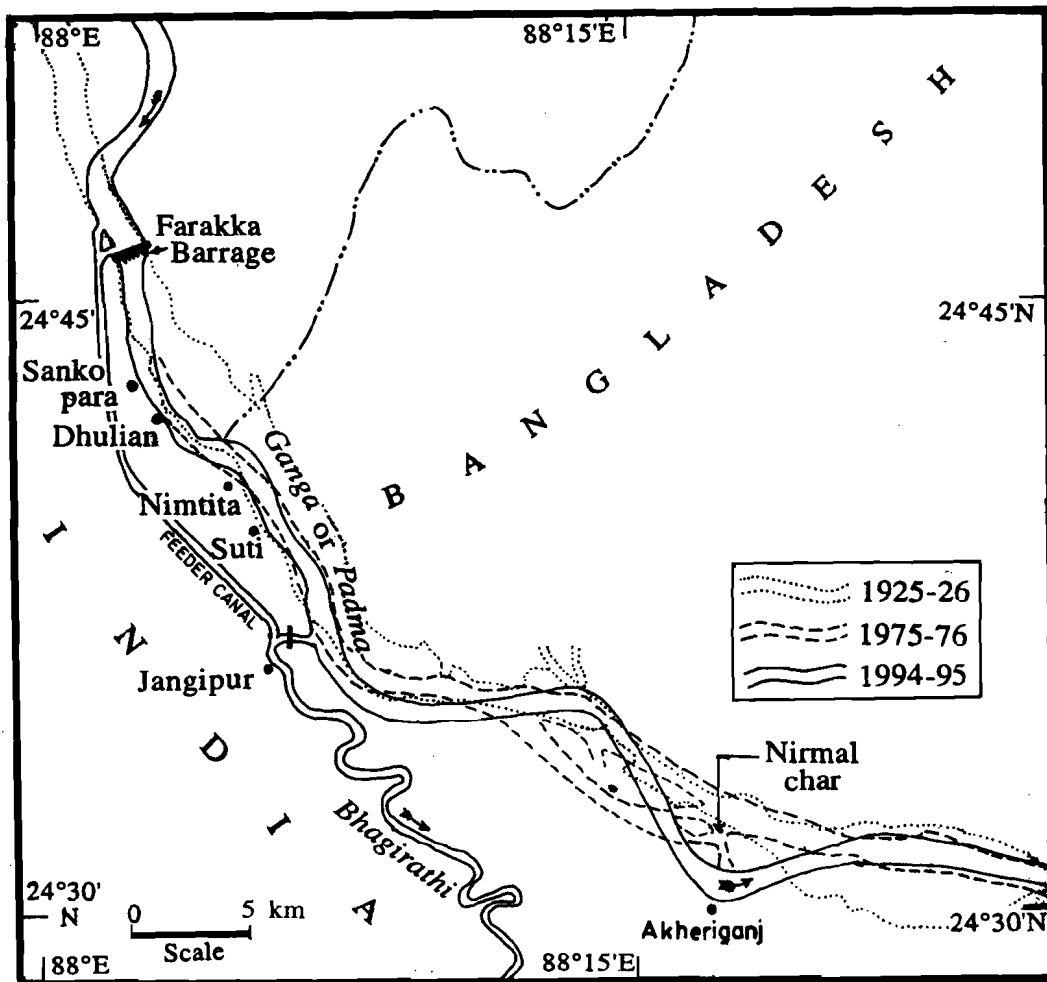 88°E
88°15'E
BANGLADESH
Farakka
Barrage
24°45'
24°45'N
Sanko
para
Dhulian
Nimtita
Suti
Ganga or Padma
INDIA
FEEDER CANAL
Jangipur
1925-26
1975-76
1994-95
Nirmal
char
Bhagirathi
24°30'
N
0 5 km
Scale
Akheriganj
24°30'N
88°E
88°15'E